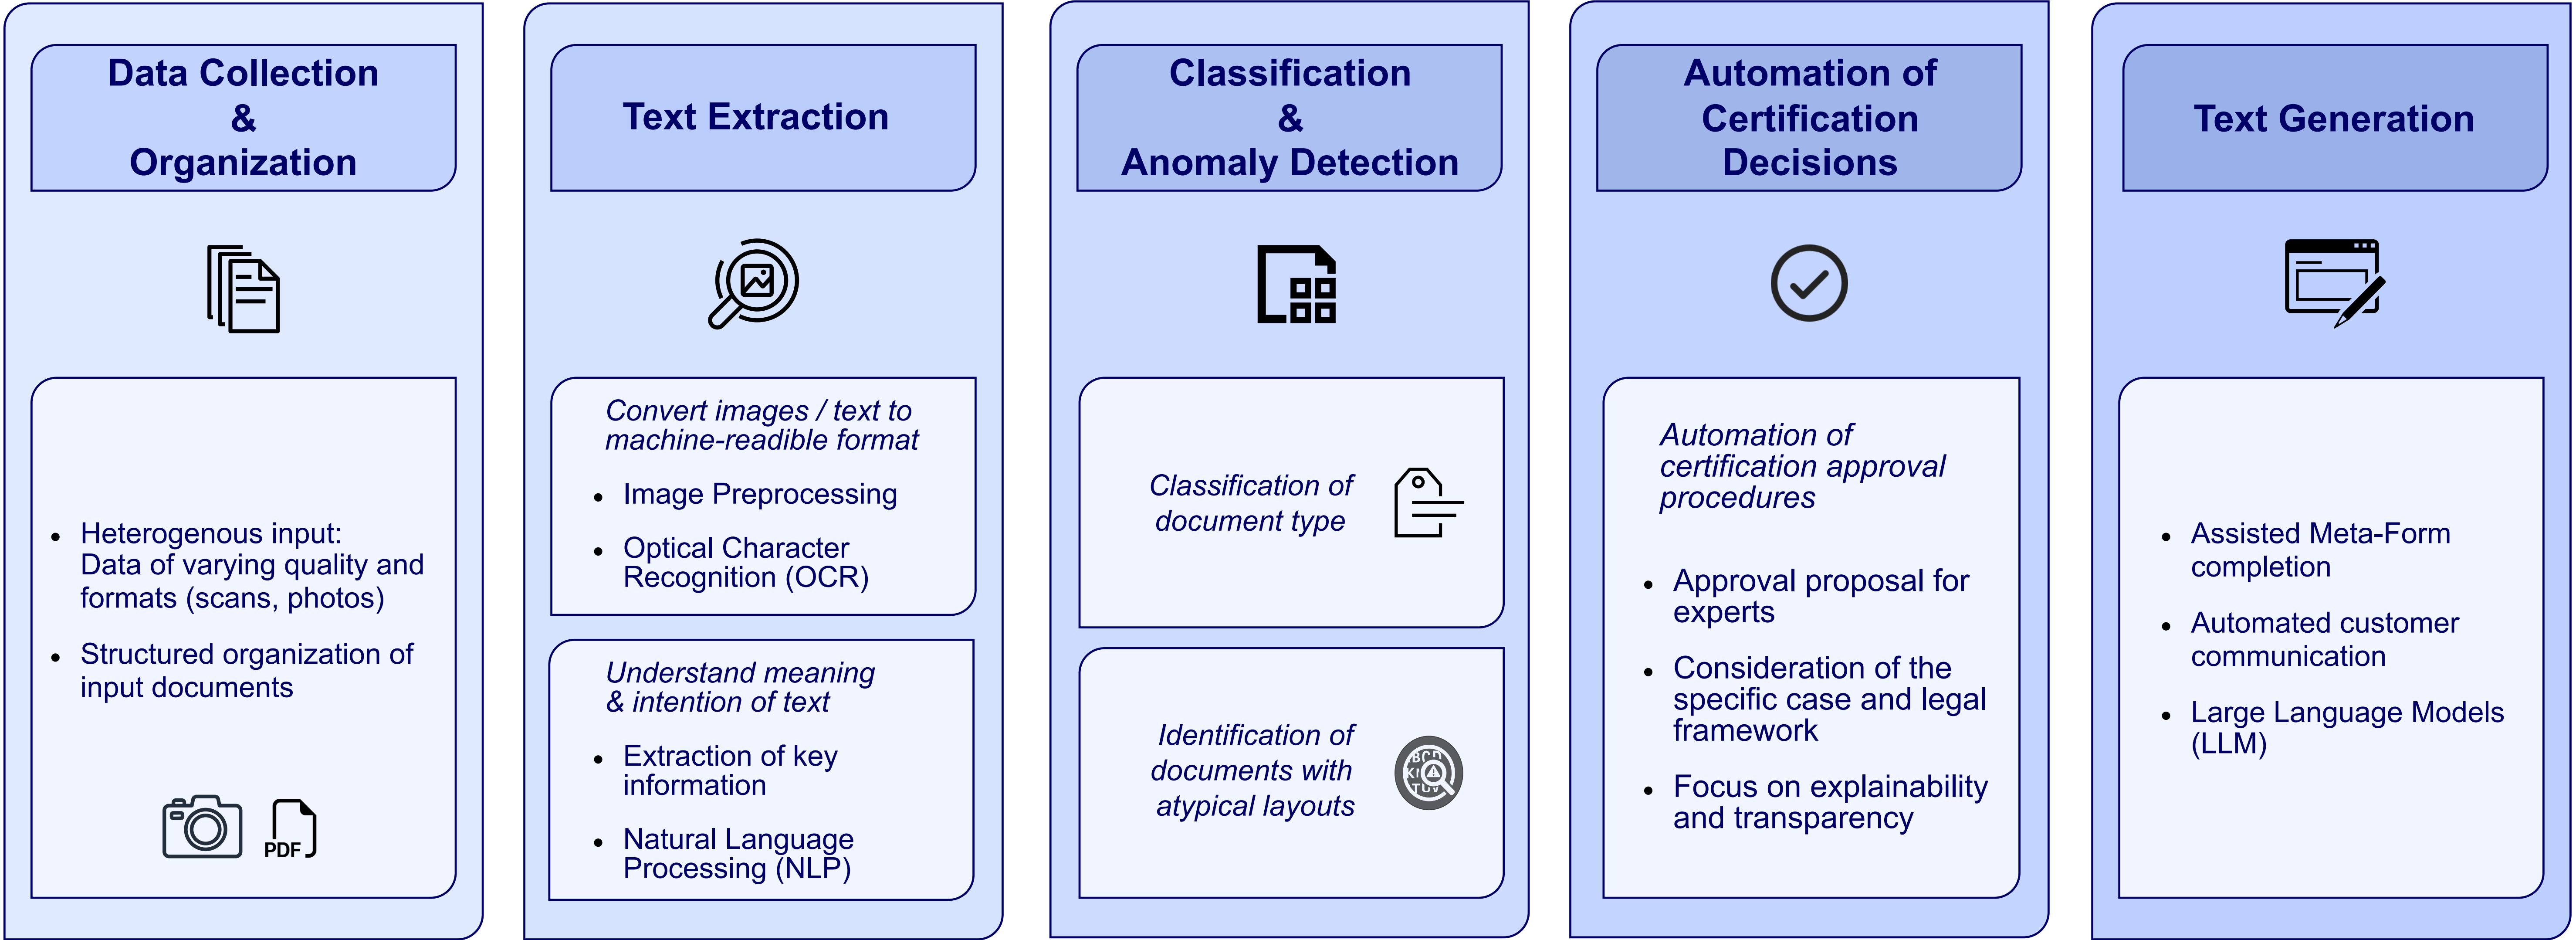 Data Collection
&
Organization
Heterogenous input:
Data of varying quality and
formats (scans, photos)
Structured organization of
input documents
PDF
Text Extraction
Convert images / text to
machine-readible format
Image Preprocessing
Optical Character
Recognition (OCR)
Understand meaning
& intention of text
Extraction of key
information
Natural Language
Processing (NLP)
Classification
&
Anomaly Detection
Classification of
document type
Identification of
documents with
atypical layouts
Automation of
Certification
Decisions
Automation of
certification approval
procedures
Approval proposal for
experts
Consideration of the
specific case and legal
framework
Focus on explainability
and transparency
Text Generation
Assisted Meta-Form
completion
Automated customer
communication
Large Language Models
(LLM)